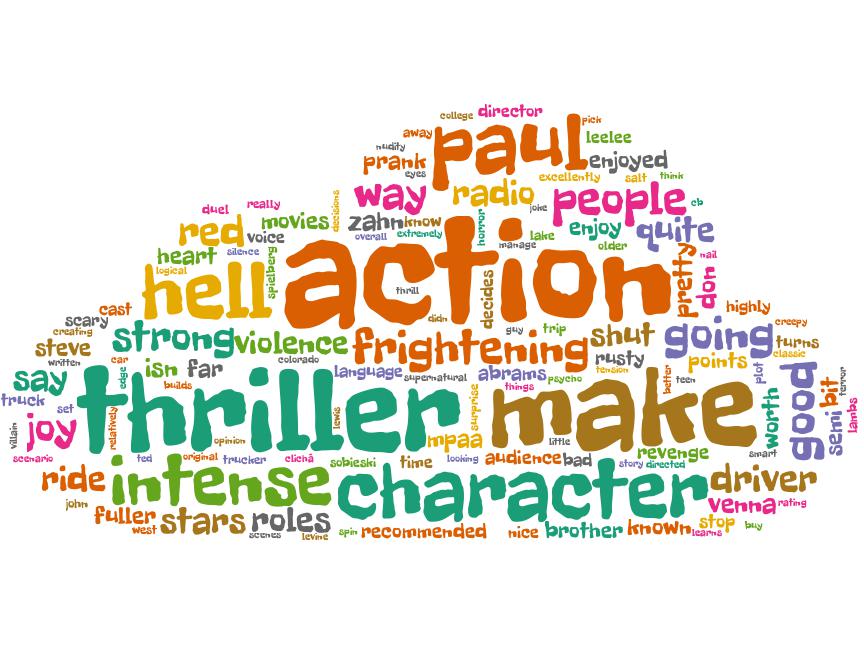 college director pick
away paul leelee
nudity
prank enjoyed
eyes excellently salt think
way radio people cb
decisions
duel really joke
red movies zahn know horror lake enjoy quite
voice overall extremely manage older
heart silence spielberg action pretty nail
logical don
hell thrill decides
cast didn highly
scary guy trip creepy
creating strong violence frightening shut going turns
steve rusty classic
written car colorado tension points
say isn far language supernatural abrams psycho better teen plot good terror
edge builds things
truck set thriller surprise make worth bit
joy relatively lewis little semi lambs
villain opinion mpaa smart
scenario ted original trucker clichã sobieski time looking audience bad story directed revenge
ride intense character driver
john venna rating
fuller stars roles stop buy
west scenes levine spin recommended nice brother known learns